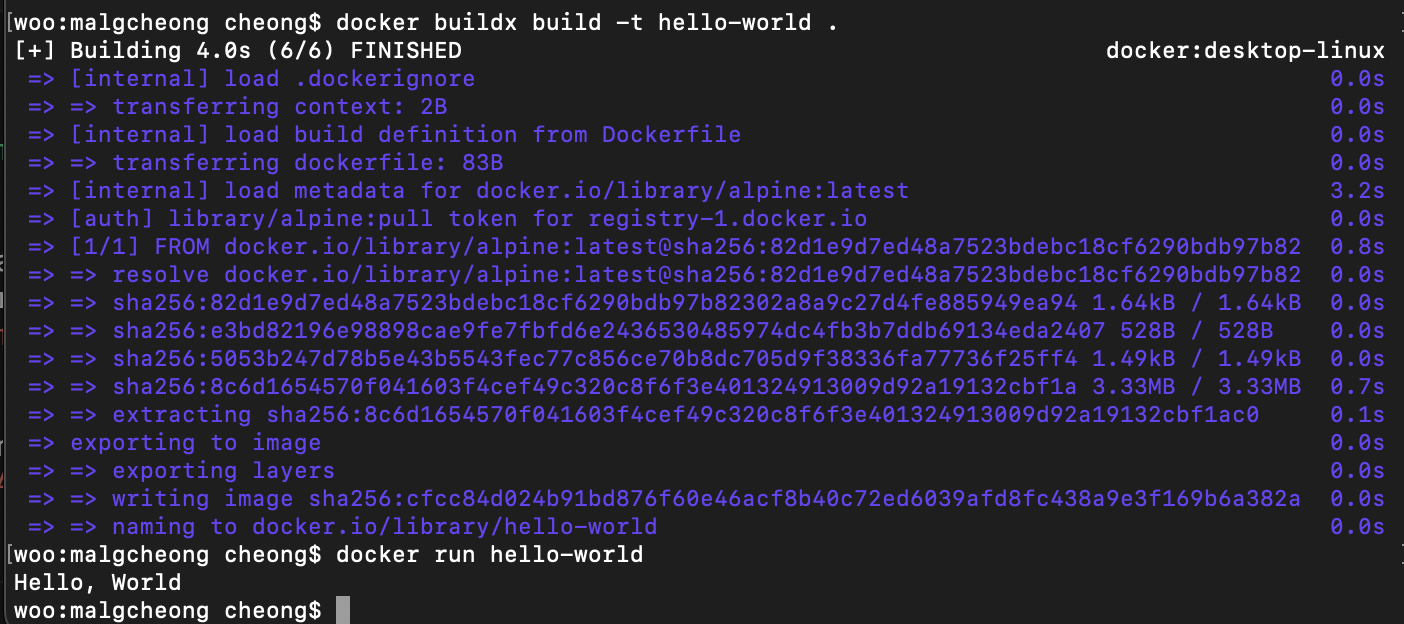 [woo:malgcheong cheong$ docker buildx build -t hello-world .
[+] Building 4.0s (6/6) FINISHED docker:desktop-linux
=> [internal] load .dockerignore 0.0s
=> => transferring context: 2B 0.0s
=> [internal] load build definition from Dockerfile 0.0s
=> => transferring dockerfile: 83B 0.0s
=> [internal] load metadata for docker.io/library/alpine:latest 3.2s
=> [auth] library/alpine:pull token for registry-1.docker.io 0.0s
=> [1/1] FROM docker.io/library/alpine:latest@sha256:82d1e9d7ed48a7523bdebc18cf6290bdb97b82 0.8s
=> => resolve docker.io/library/alpine:latest@sha256:82d1e9d7ed48a7523bdebc18cf6290bdb97b82 0.0s
=> => sha256:82d1e9d7ed48a7523bdebc18cf6290bdb97b82302a8a9c27d4fe885949ea94 1.64kB / 1.64kB 0.0s
=> => sha256:e3bd82196e98898cae9fe7fbfd6e2436530485974dc4fb3b7ddb69134eda2407 528B / 528B 0.0s
=> => sha256:5053b247d78b5e43b5543fec77c856ce70b8dc705d9f38336fa77736f25ff4 1.49kB / 1.49kB 0.0s
=> => sha256:8c6d1654570f041603f4cef49c320c8f6f3e401324913009d92a19132cbf1a 3.33MB / 3.33MB 0.7s
=> => extracting sha256:8c6d1654570f041603f4cef49c320c8f6f3e401324913009d92a19132cbf1ac0 0.1s
=> exporting to image 0.0s
=> => exporting layers 0.0s
=> => writing image sha256:cfcc84d024b91bd876f60e46acf8b40c72ed6039afd8fc438a9e3f169b6a382a 0.0s
=> => naming to docker.io/library/hello-world 0.0s
[woo:malgcheong cheong$ docker run hello-world
Hello, World
woo:malgcheong cheong$